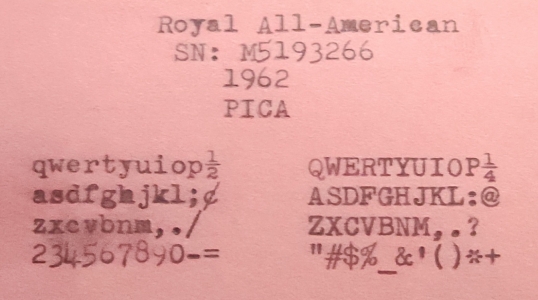 Royal All-American
SN: M5193266
1962
PICA
qwertyuiop½ QWERTYUIOP¼
asdfghjkl;¢ ASDFGHJKL:@
zxcvbnm,./ ZXCVBNM,.?
234567890-= "#$%_&'()*+